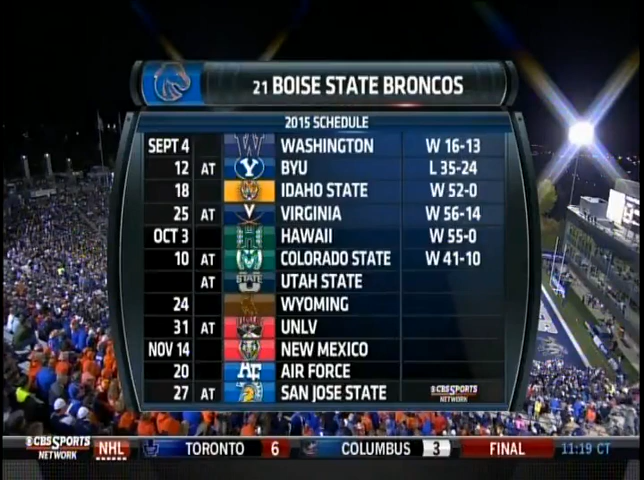 21 BOISE STATE BRONCOS
2015 SCHEDULE
SEPT 4 W WASHINGTON W 16-13
12 AT Y BYU L 35-24
18 IDAHO STATE W 52-0
25 AT V VIRGINIA W 56-14
OCT 3 H HAWAII W 55-0
10 AT COLORADO STATE W 41-10
AT STATE UTAH STATE
24 WYOMING
31 AT UNLV
NOV 14 NEW MEXICO
20 AF AIR FORCE
27 AT SAN JOSE STATE CBS SPORTS NETWORK
CBS SPORTS NETWORK NHL TORONTO 6 COLUMBUS 3 FINAL 11:19 CT